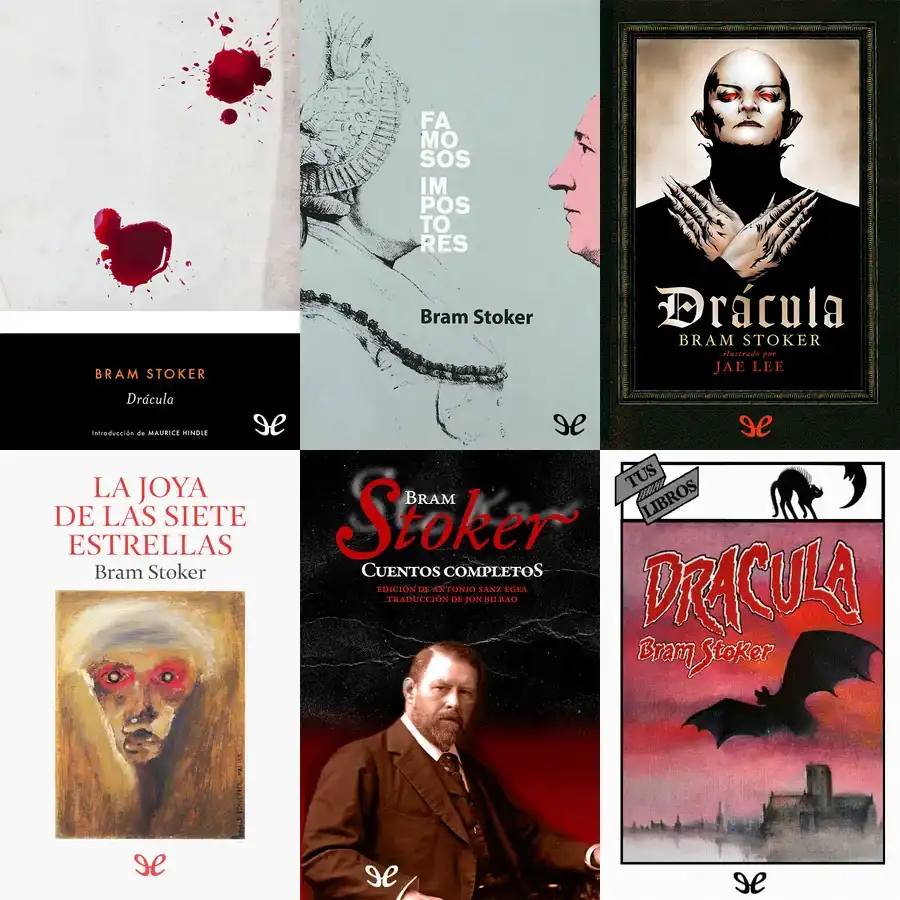 BRAM STOKER
Drácula
Introducción de MAURICE HINDLE
FA
MO
SOS
IM
POS
TO
RES
Bram Stoker
Drácula
BRAM STOKER
ilustrado por
JAE LEE
LA JOYA
DE LAS SIETE
ESTRELLAS
Bram Stoker
BRAM
Stoker
CUENTOS COMPLETOS
EDICIÓN DE ANTONIO SANZ EGEA
TRADUCCIÓN DE JON BILBAO
TUS
LIBROS
DRACULA
Bram Stoker